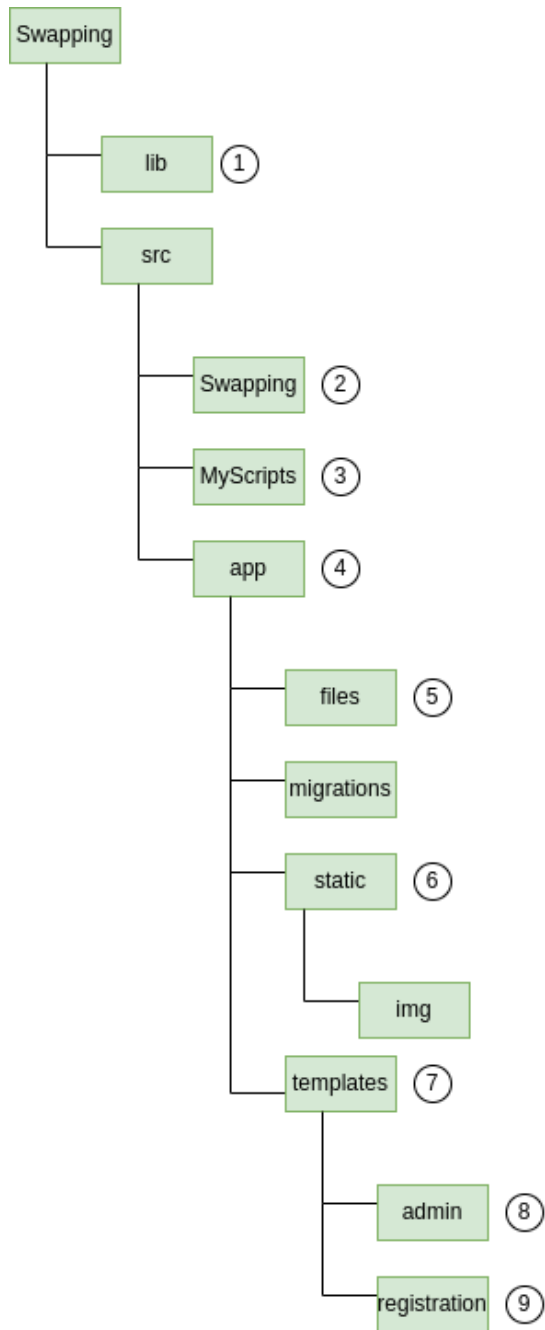 Swapping
lib 1
src
Swapping 2
MyScripts 3
app 4
files 5
migrations
static 6
img
templates 7
admin 8
registration 9